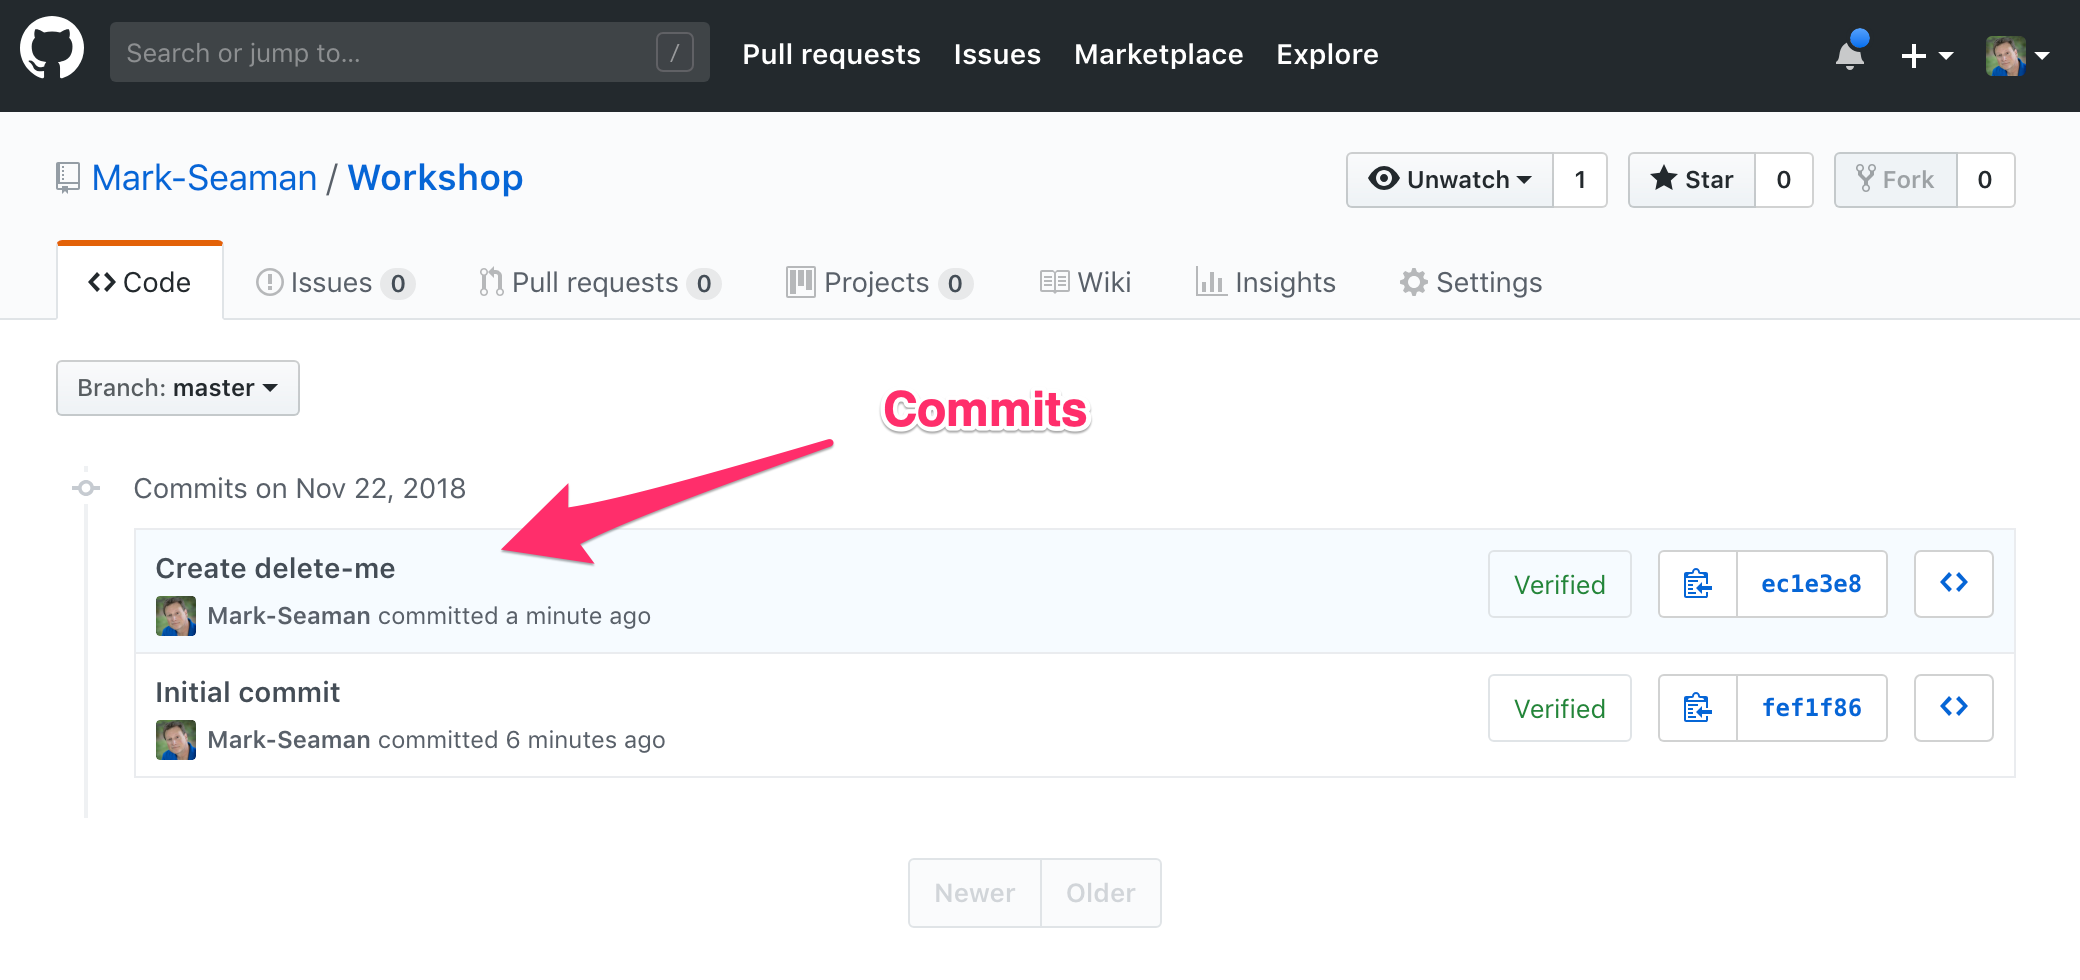 Search or jump to... /
Pull requests Issues Marketplace Explore
Mark-Seaman / Workshop
Unwatch 1 Star 0 Fork 0
Code Issues 0 Pull requests 0 Projects 0 Wiki Insights Settings
Branch: master
Commits
Commits on Nov 22, 2018
Create delete-me
Mark-Seaman committed a minute ago
Verified ec1e3e8
Initial commit
Mark-Seaman committed 6 minutes ago
Verified fef1f86
Newer Older